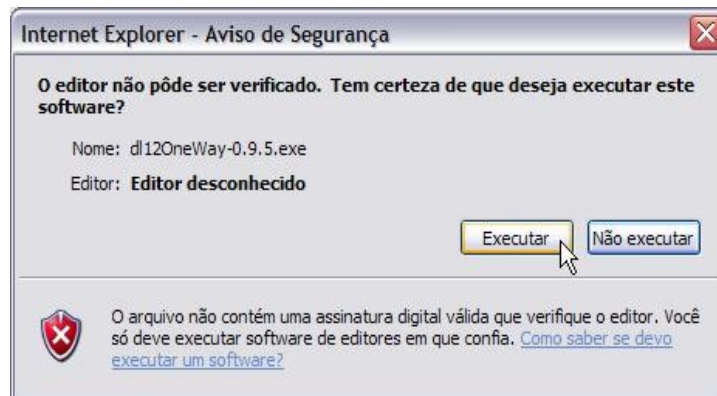 Internet Explorer - Aviso de Segurança
O editor não pôde ser verificado. Tem certeza de que deseja executar este
software?
Nome: dl12OneWay-0.9.5.exe
Editor: Editor desconhecido
Executar Não executar
O arquivo não contém uma assinatura digital válida que verifique o editor. Você
só deve executar software de editores em que confia. Como saber se devo
executar um software?